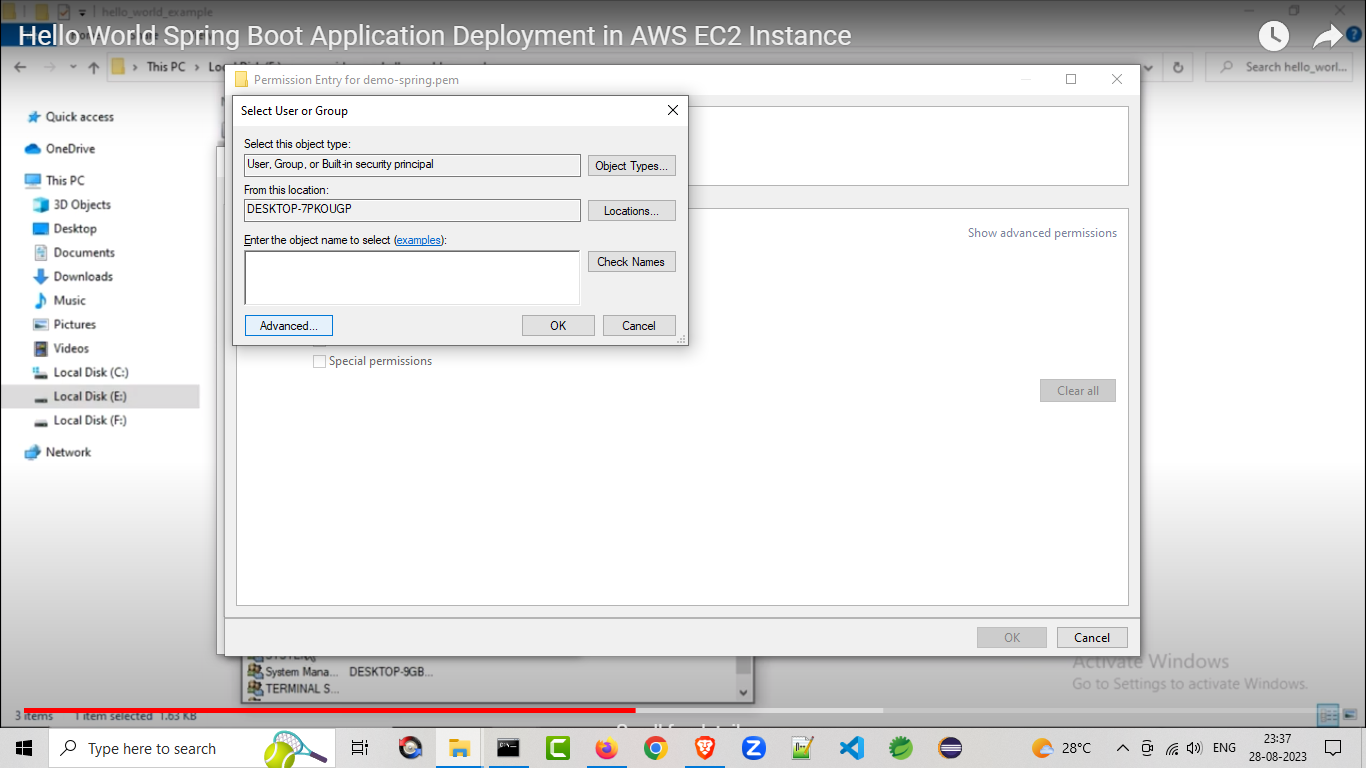 hello_world_example
Hello World Spring Boot Application Deployment in AWS EC2 Instance
This PC
Search hello_worl...
Permission Entry for demo-spring.pem
Select User or Group
Select this object type:
User, Group, or Built-in security principal
Object Types...
From this location:
DESKTOP-7PKOUGP
Locations...
Enter the object name to select (examples):
Check Names
Advanced...
OK
Cancel
Show advanced permissions
Special permissions
Clear all
OK
Cancel
Quick access
OneDrive
This PC
3D Objects
Desktop
Documents
Downloads
Music
Pictures
Videos
Local Disk (C:)
Local Disk (E:)
Local Disk (F:)
Network
SYSTEM
System Mana... DESKTOP-9GB...
TERMINAL S...
Activate Windows
Go to Settings to activate Windows.
3 items 1 item selected 1.63 KB
Type here to search
28°C
ENG
23:37
28-08-2023